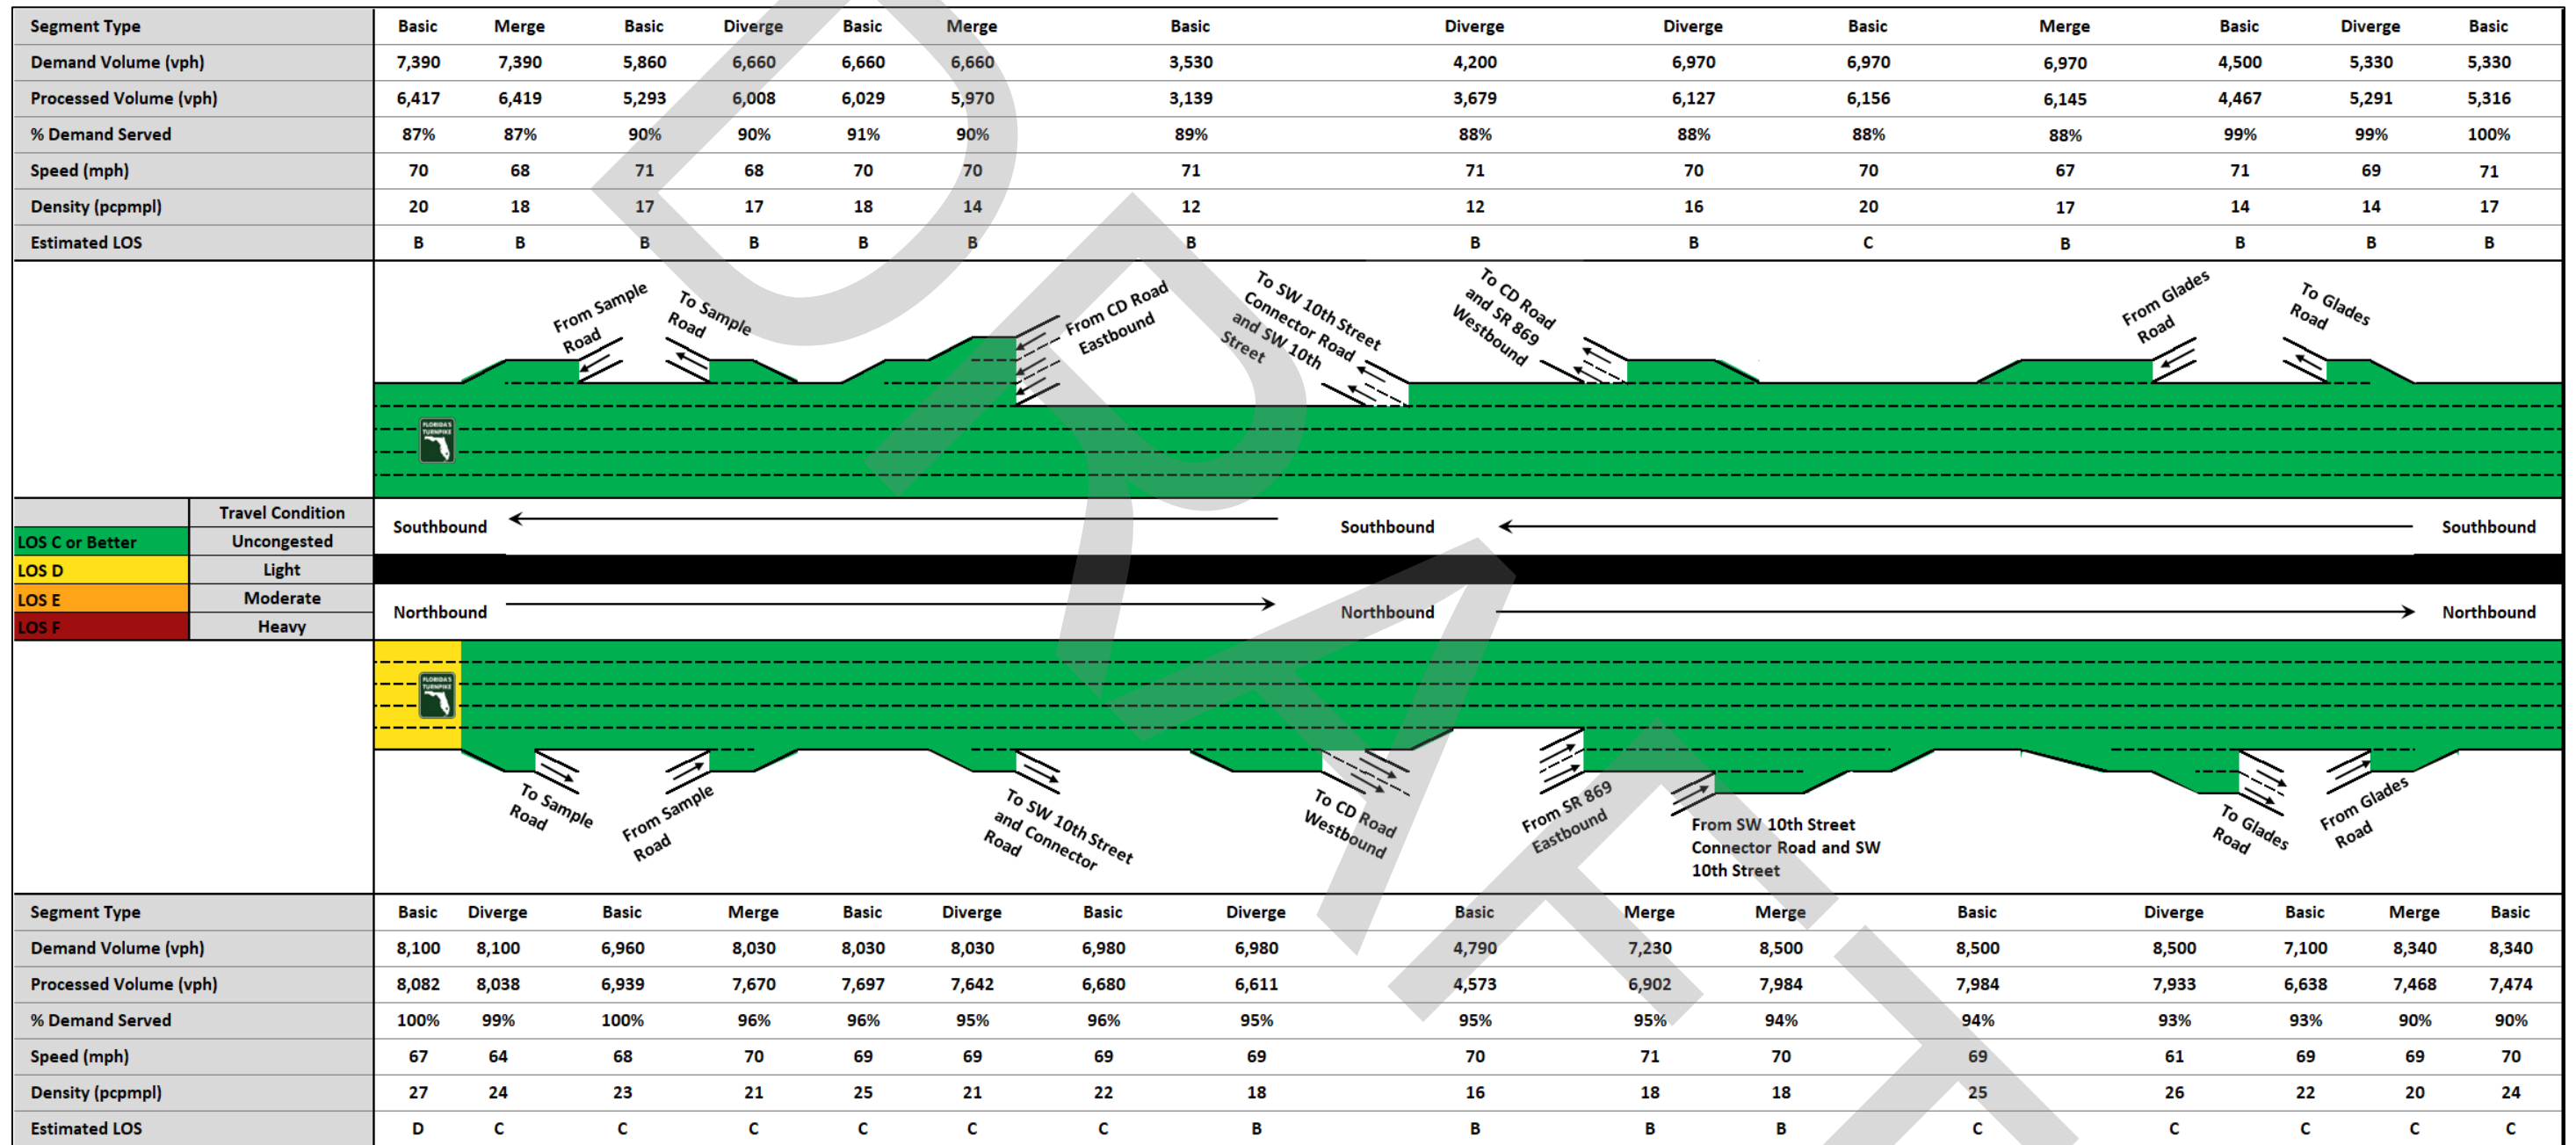 Segment Type Basic Merge Basic Diverge Basic Merge Basic Diverge Diverge Basic Merge Basic Diverge Basic
Demand Volume (vph) 7,390 7,390 5,860 6,660 6,660 6,660 3,530 4,200 6,970 6,970 6,970 4,500 5,330 5,330
Processed Volume (vph) 6,417 6,419 5,293 6,008 6,029 5,970 3,139 3,679 6,127 6,156 6,145 4,467 5,291 5,316
% Demand Served 87% 87% 90% 90% 91% 90% 89% 88% 88% 88% 88% 99% 99% 100%
Speed (mph) 70 68 71 68 70 70 71 71 70 70 67 71 69 71
Density (pcpmpl) 20 18 17 17 18 14 12 12 16 20 17 14 14 17
Estimated LOS B B B B B B B B B C B B B B
From Sample
Road
To Sample
Road
From CD Road
Eastbound
To SW 10th Street
Connector Road
and SW 10th
Street
To CD Road
and SR 869
Westbound
From Glades
Road
To Glades
Road
FLORIDA'S
TURNPIKE
Travel Condition
LOS C or Better Uncongested
LOS D Light
LOS E Moderate
LOS F Heavy
Southbound Southbound Southbound
Northbound Northbound Northbound
FLORIDA'S
TURNPIKE
To Sample
Road
From Sample
Road
To SW 10th Street
and Connector
Road
To CD Road
Westbound
From SR 869
Eastbound
From SW 10th Street
Connector Road and SW
10th Street
To Glades
Road
From Glades
Road
Segment Type Basic Diverge Basic Merge Basic Diverge Basic Diverge Basic Merge Merge Basic Diverge Basic Merge Basic
Demand Volume (vph) 8,100 8,100 6,960 8,030 8,030 8,030 6,980 6,980 4,790 7,230 8,500 8,500 8,500 7,100 8,340 8,340
Processed Volume (vph) 8,082 8,038 6,939 7,670 7,697 7,642 6,680 6,611 4,573 6,902 7,984 7,984 7,933 6,638 7,468 7,474
% Demand Served 100% 99% 100% 96% 96% 95% 96% 95% 95% 95% 94% 94% 93% 93% 90% 90%
Speed (mph) 67 64 68 70 69 69 69 69 70 71 70 69 61 69 69 70
Density (pcpmpl) 27 24 23 21 25 21 22 18 16 18 18 25 26 22 20 24
Estimated LOS D C C C C C C B B B B C C C C C
DRAFT